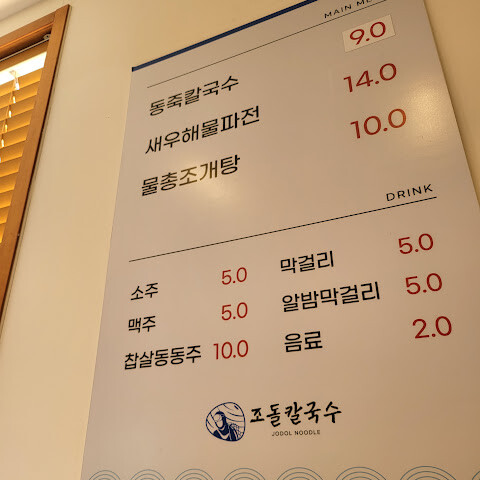 MAIN ME
동죽칼국수 9.0
새우해물파전 14.0
물총조개탕 10.0
DRINK
소주 5.0 막걸리 5.0
맥주 5.0 알밤막걸리 5.0
찹쌀동동주 10.0 음료 2.0
조돌칼국수
JODOL NOODLE